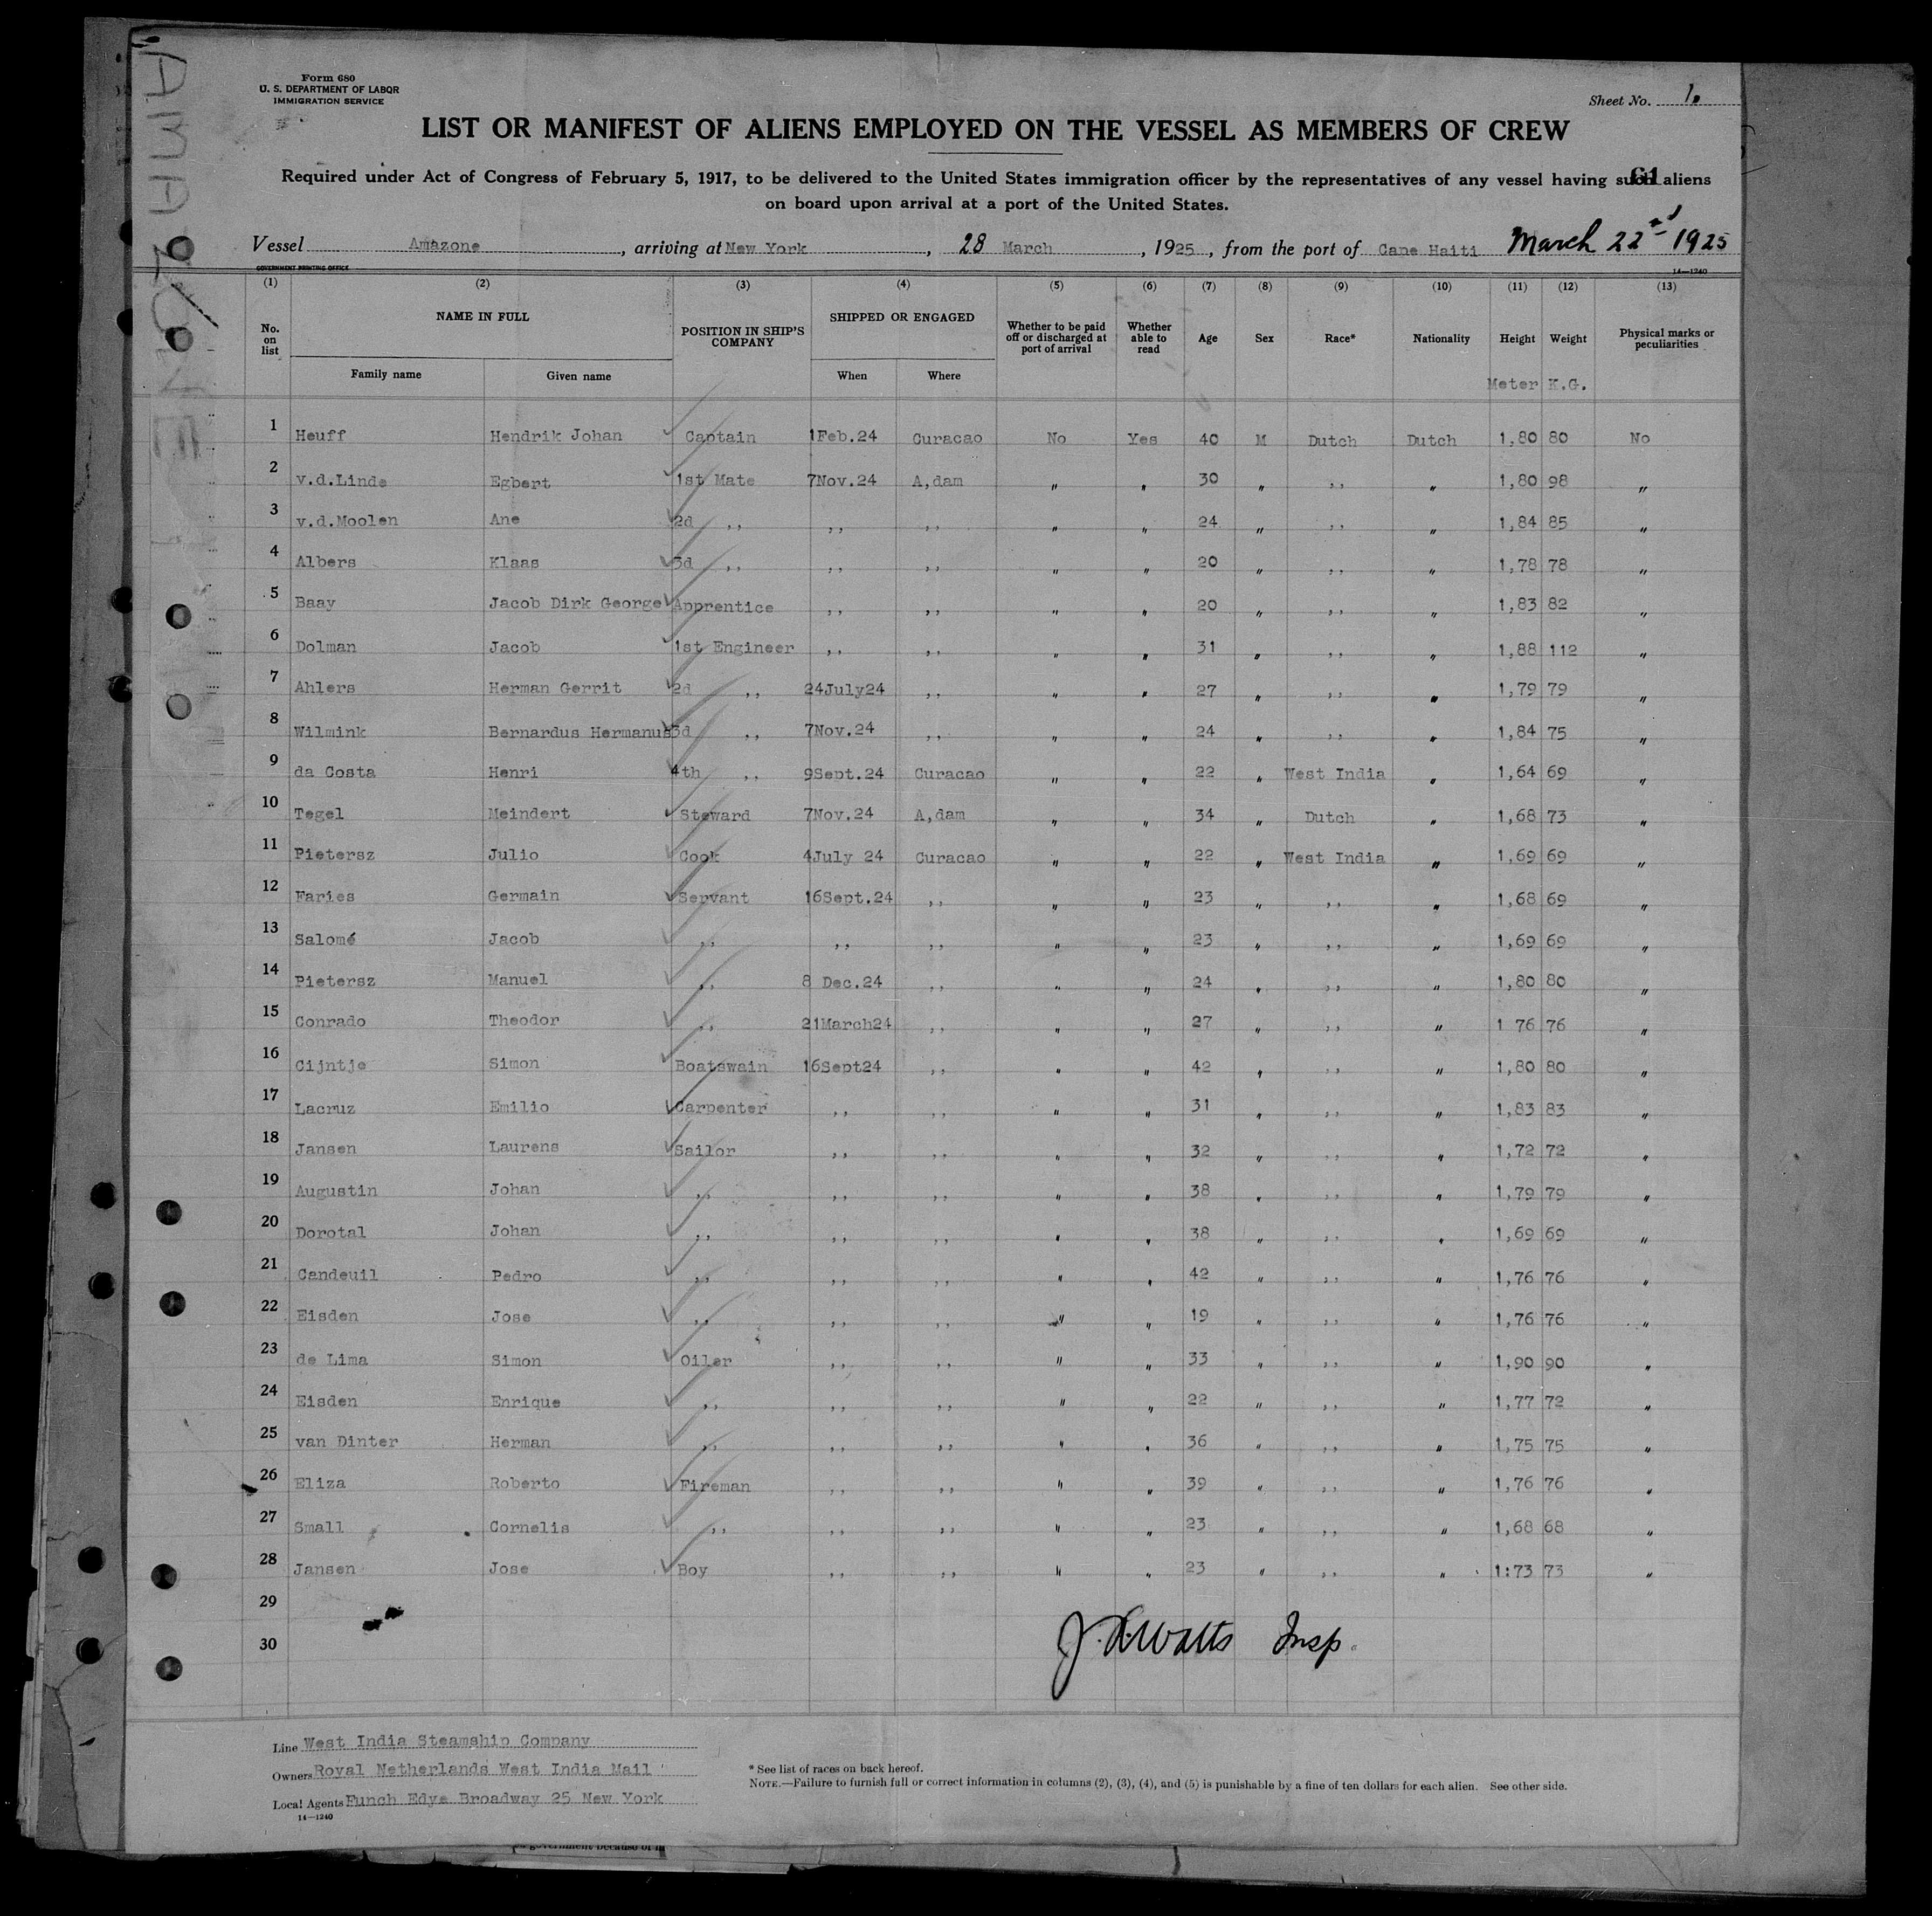 AMAZONE
Form 680
U. S. DEPARTMENT OF LABOR
IMMIGRATION SERVICE
Sheet No. 1.
LIST OR MANIFEST OF ALIENS EMPLOYED ON THE VESSEL AS MEMBERS OF CREW
Required under Act of Congress of February 5, 1917, to be delivered to the United States immigration officer by the representatives of any vessel having such aliens
61
on board upon arrival at a port of the United States.
Vessel Amazone, arriving at New York, 28 March, 1925, from the port of Cape Haiti March 22nd 1925
GOVERNMENT PRINTING OFFICE 14—1240
(1) (2) (3) (4) (5) (6) (7) (8) (9) (10) (11) (12) (13)
No. on list NAME IN FULL POSITION IN SHIP'S COMPANY SHIPPED OR ENGAGED Whether to be paid off or discharged at port of arrival Whether able to read Age Sex Race* Nationality Height Weight Physical marks or peculiarities
Family name Given name When Where Meter K.G.
1 Heuff Hendrik Johan Captain 1Feb.24 Curacao No Yes 40 M Dutch Dutch 1,80 80 No
2 v.d.Linde Egbert 1st Mate 7Nov.24 A,dam " " 30 " ,, " 1,80 98 "
3 v.d.Moolen Ane 2d ,, ,, ,, " " 24 " ,, " 1,84 85 "
4 Albers Klaas 3d ,, ,, ,, " " 20 " ,, " 1,78 78 "
5 Baay Jacob Dirk George Apprentice ,, ,, " " 20 " ,, " 1,83 82 "
6 Dolman Jacob 1st Engineer ,, ,, " " 31 " ,, " 1,88 112 "
7 Ahlers Herman Gerrit 2d ,, 24July24 ,, " " 27 " ,, " 1,79 79 "
8 Wilmink Bernardus Hermanus 3d ,, 7Nov.24 ,, " " 24 " ,, " 1,84 75 "
9 da Costa Henri 4th ,, 9Sept.24 Curacao " " 22 " West India " 1,64 69 "
10 Tegel Meindert Steward 7Nov.24 A,dam " " 34 " Dutch " 1,68 73 "
11 Pietersz Julio Cook 4July 24 Curacao " " 22 " West India " 1,69 69 "
12 Faries Germain Servant 16Sept.24 ,, " " 23 " ,, " 1,68 69 "
13 Salomé Jacob ,, ,, ,, " " 23 " ,, " 1,69 69 "
14 Pietersz Manuel ,, 8 Dec.24 ,, " " 24 " ,, " 1,80 80 "
15 Conrado Theodor ,, 21March24 ,, " " 27 " ,, " 1 76 76 "
16 Cijntje Simon Boatswain 16Sept24 ,, " " 42 " ,, " 1,80 80 "
17 Lacruz Emilio Carpenter ,, ,, " " 31 " ,, " 1,83 83 "
18 Jansen Laurens Sailor ,, ,, " " 32 " ,, " 1,72 72 "
19 Augustin Johan ,, ,, ,, " " 38 " ,, " 1,79 79 "
20 Dorotal Johan ,, ,, ,, " " 38 " ,, " 1,69 69 "
21 Candeuil Pedro ,, ,, ,, " " 42 " ,, " 1,76 76 "
22 Eisden Jose ,, ,, ,, " " 19 " ,, " 1,76 76 "
23 de Lima Simon Oiler ,, ,, " " 33 " ,, " 1,90 90 "
24 Eisden Enrique ,, ,, ,, " " 22 " ,, " 1,77 72 "
25 van Dinter Herman ,, ,, ,, " " 36 " ,, " 1,75 75 "
26 Eliza Roberto Fireman ,, ,, " " 39 " ,, " 1,76 76 "
27 Small Cornelis ,, ,, ,, " " 23 " ,, " 1,68 68 "
28 Jansen Jose Boy ,, ,, " " 23 " ,, " 1:73 73 "
29
30
J. Watts Insp.
Line West India Steamship Company
Owners Royal Netherlands West India Mail
Local Agents Funch Edye Broadway 25 New York
14—1240
* See list of races on back hereof.
NOTE.—Failure to furnish full or correct information in columns (2), (3), (4), and (5) is punishable by a fine of ten dollars for each alien. See other side.